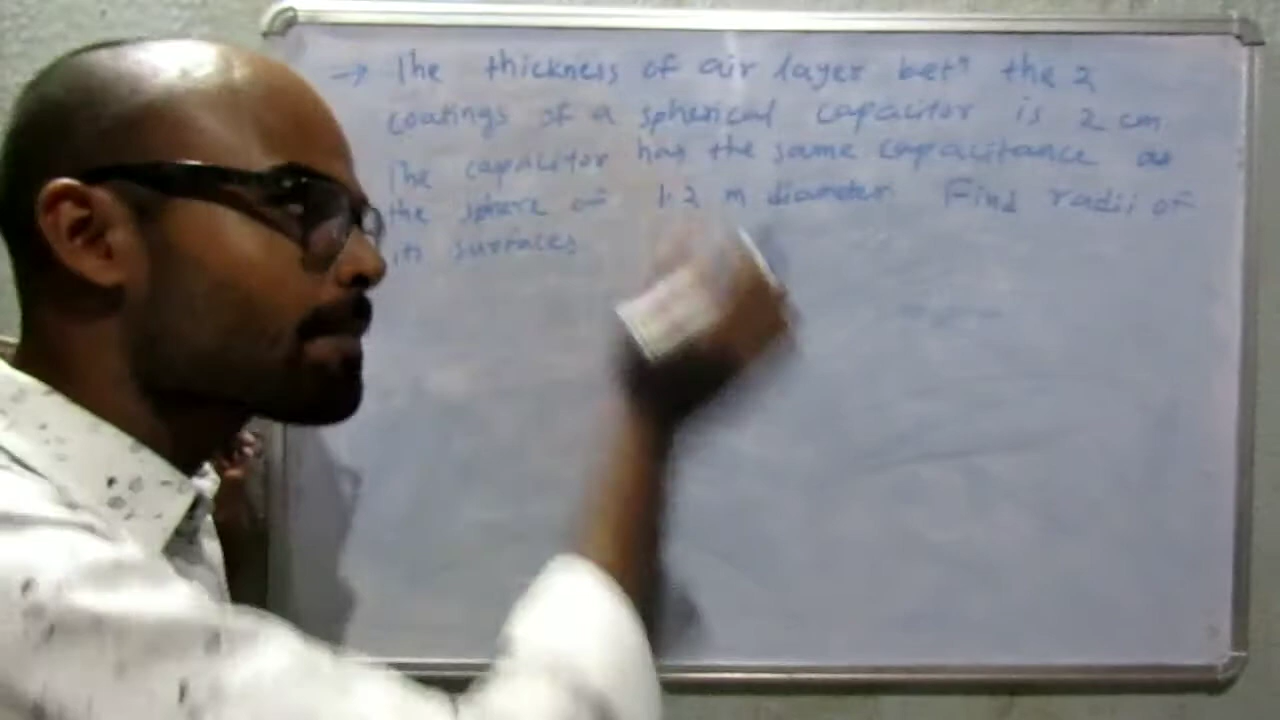 → The thickness of air layer betⁿ the 2
coatings of a spherical capacitor is 2 cm
The capacitor has the same capacitance as
the sphere of 1.2 m diameter. Find radii of
its surfaces